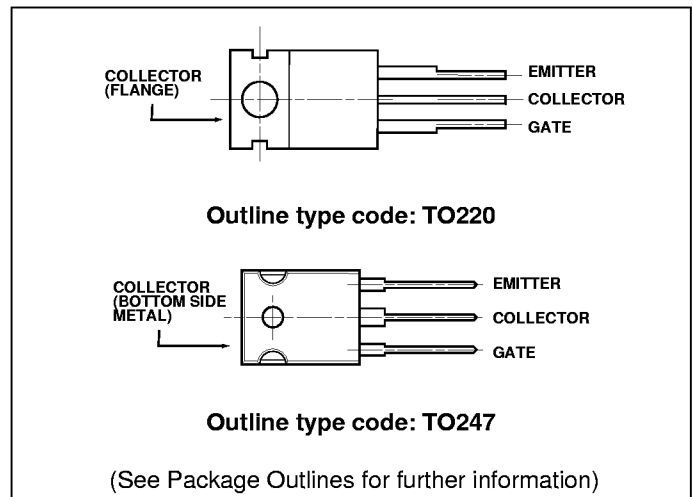 COLLECTOR
(FLANGE)
EMITTER
COLLECTOR
GATE
Outline type code: TO220
COLLECTOR
(BOTTOM SIDE
METAL)
EMITTER
COLLECTOR
GATE
Outline type code: TO247
(See Package Outlines for further information)